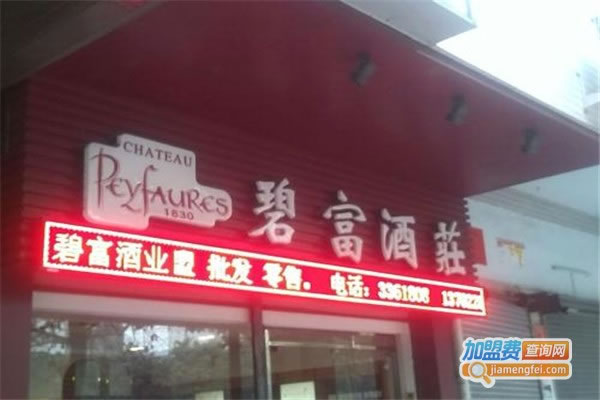 CHATEAU
PEYFAURES
1830
碧富酒莊
碧富酒业盟 批发 零售. 电话: 3361808
加盟费查询网
jiamengfei.com